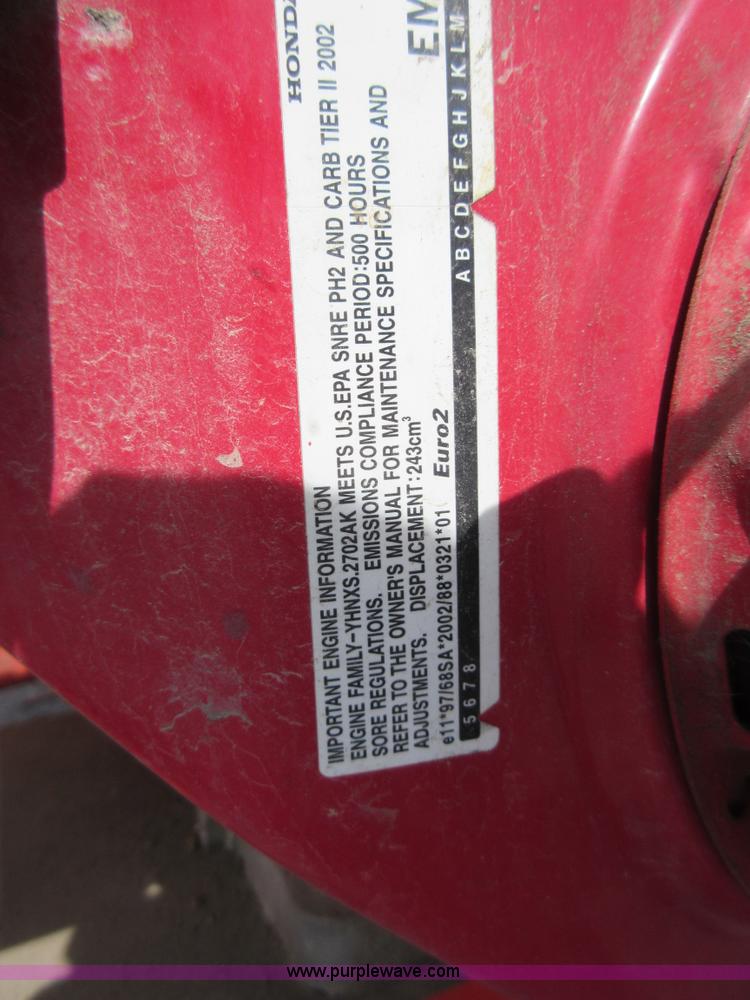 HONDA
IMPORTANT ENGINE INFORMATION
ENGINE FAMILY-YHNXS.2702AK MEETS U.S.EPA SNRE PH2 AND CARB TIER II 2002
SORE REGULATIONS. EMISSIONS COMPLIANCE PERIOD:500 HOURS
REFER TO THE OWNER'S MANUAL FOR MAINTENANCE SPECIFICATIONS AND
ADJUSTMENTS. DISPLACEMENT:243cm³
e11*97/68SA*2002/88*0321*01 Euro2
EM
5 6 7 8 A B C D E F G H J K L M
www.purplewave.com